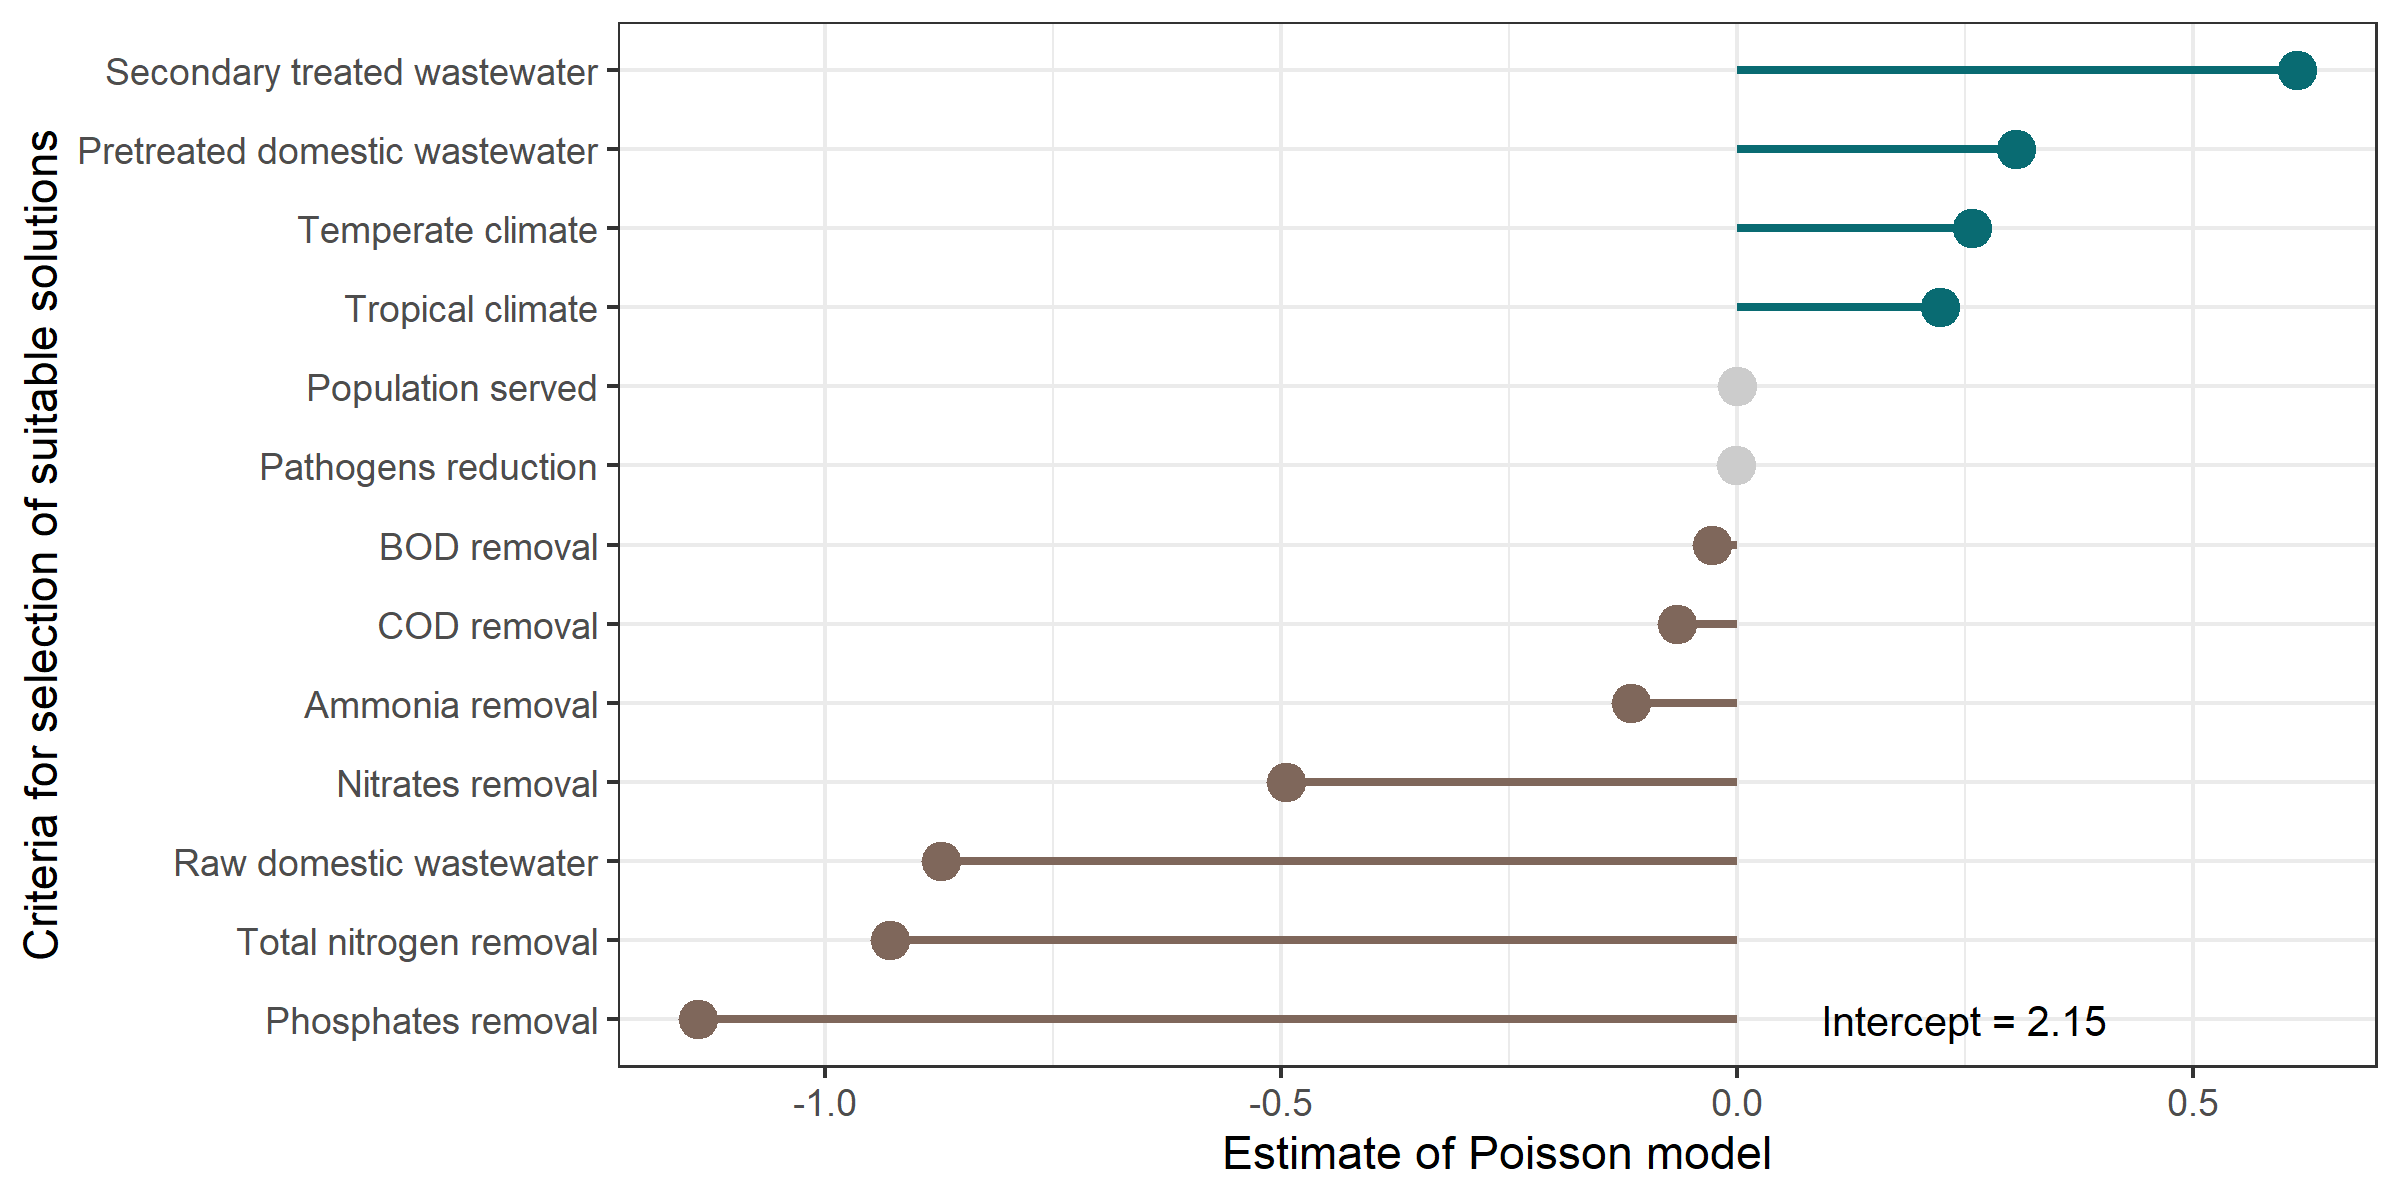 Criteria for selection of suitable solutions
Secondary treated wastewater
Pretreated domestic wastewater
Temperate climate
Tropical climate
Population served
Pathogens reduction
BOD removal
COD removal
Ammonia removal
Nitrates removal
Raw domestic wastewater
Total nitrogen removal
Phosphates removal
Intercept = 2.15
-1.0 -0.5 0.0 0.5
Estimate of Poisson model